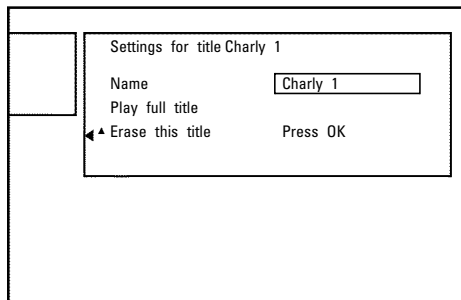 Settings for title Charly 1
Name Charly 1
Play full title
Erase this title Press OK